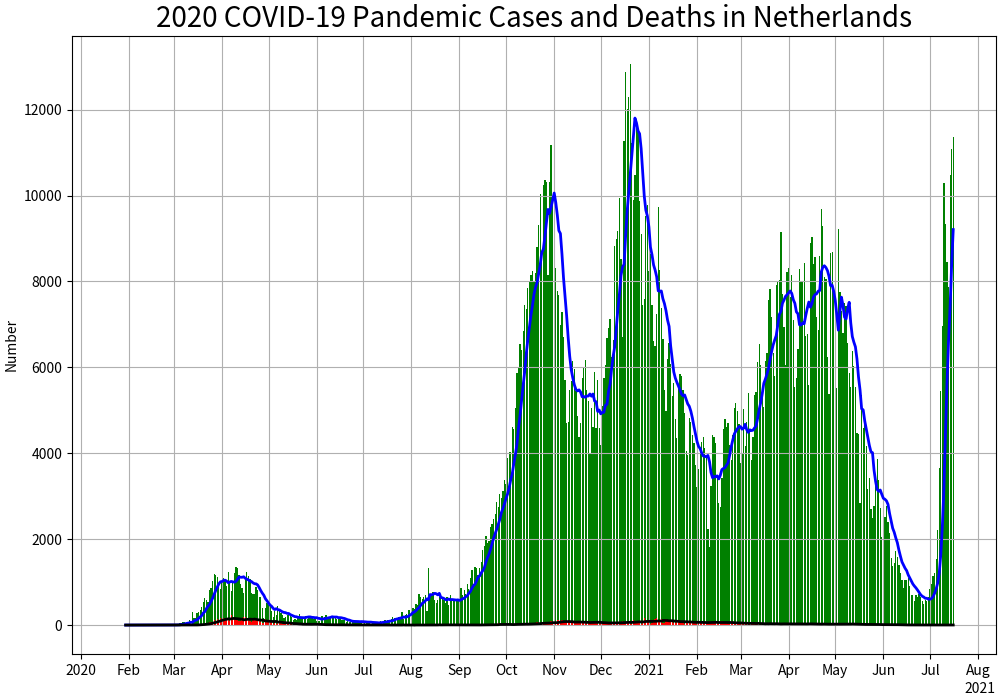 2020 COVID-19 Pandemic Cases and Deaths in Netherlands
Number
12000
10000
8000
6000
4000
2000
0
2020 Feb Mar Apr May Jun Jul Aug Sep Oct Nov Dec 2021 Feb Mar Apr May Jun Jul Aug
2021